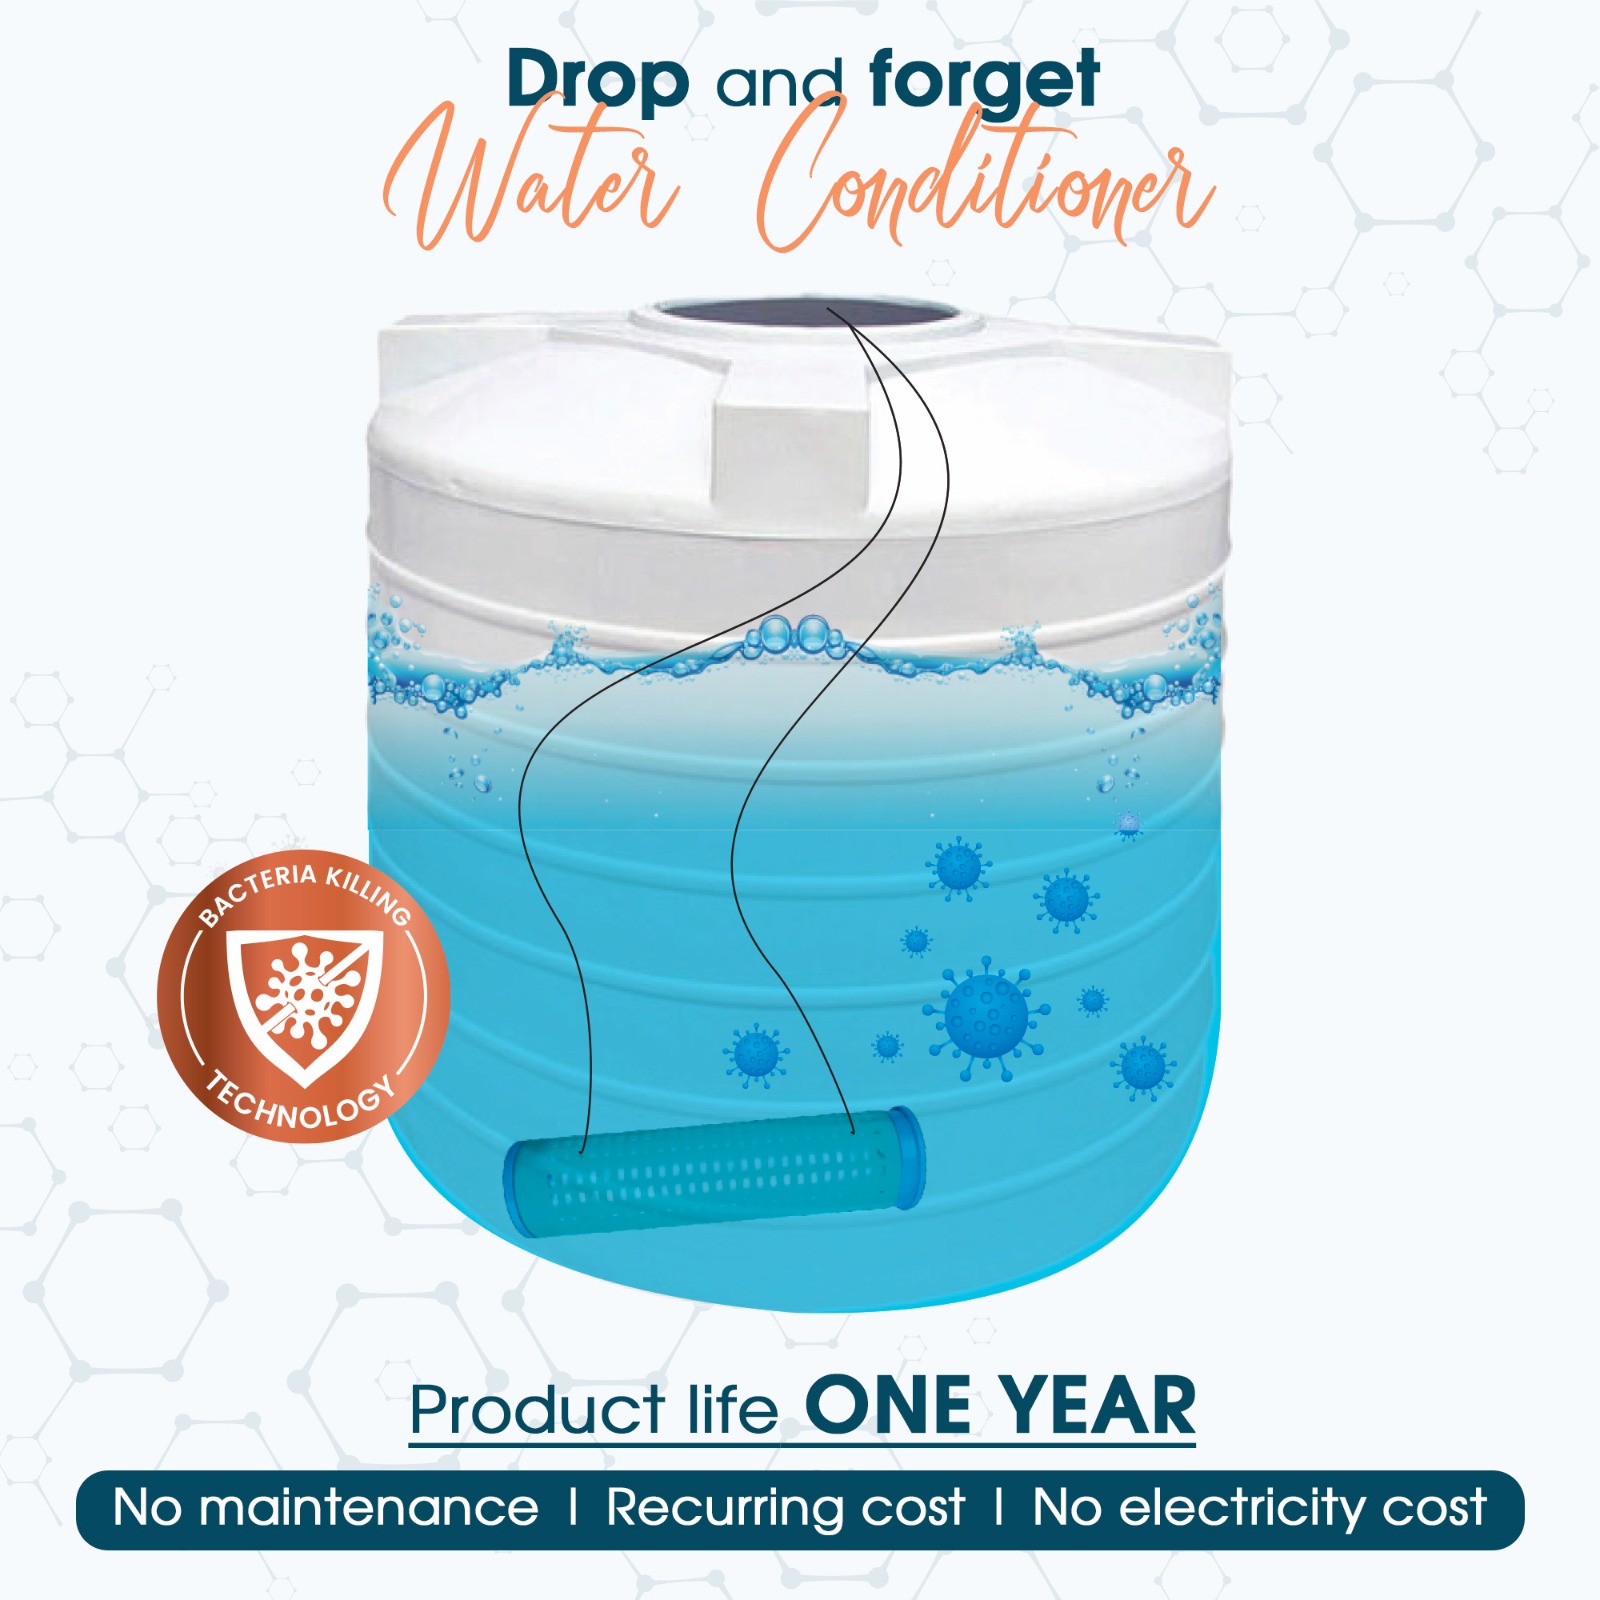 Drop and forget
Water Conditioner
BACTERIA KILLING
TECHNOLOGY
Product life ONE YEAR
No maintenance | Recurring cost | No electricity cost